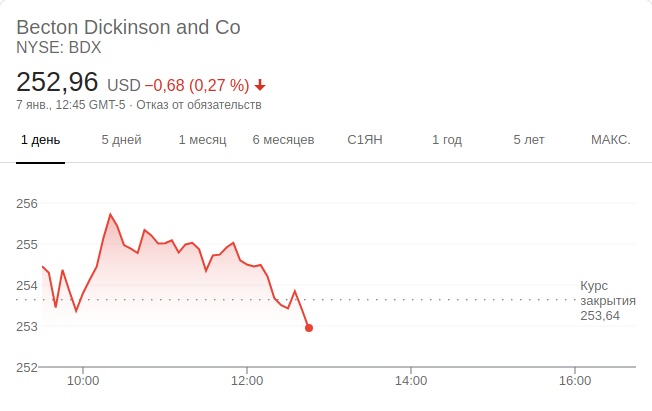 Becton Dickinson and Co
NYSE: BDX
252,96 USD −0,68 (0,27 %)
7 янв., 12:45 GMT-5 · Отказ от обязательств
1 день 5 дней 1 месяц 6 месяцев С1ЯН 1 год 5 лет МАКС.
256
255
254
253
252
Курс
закрытия
253,64
10:00 12:00 14:00 16:00